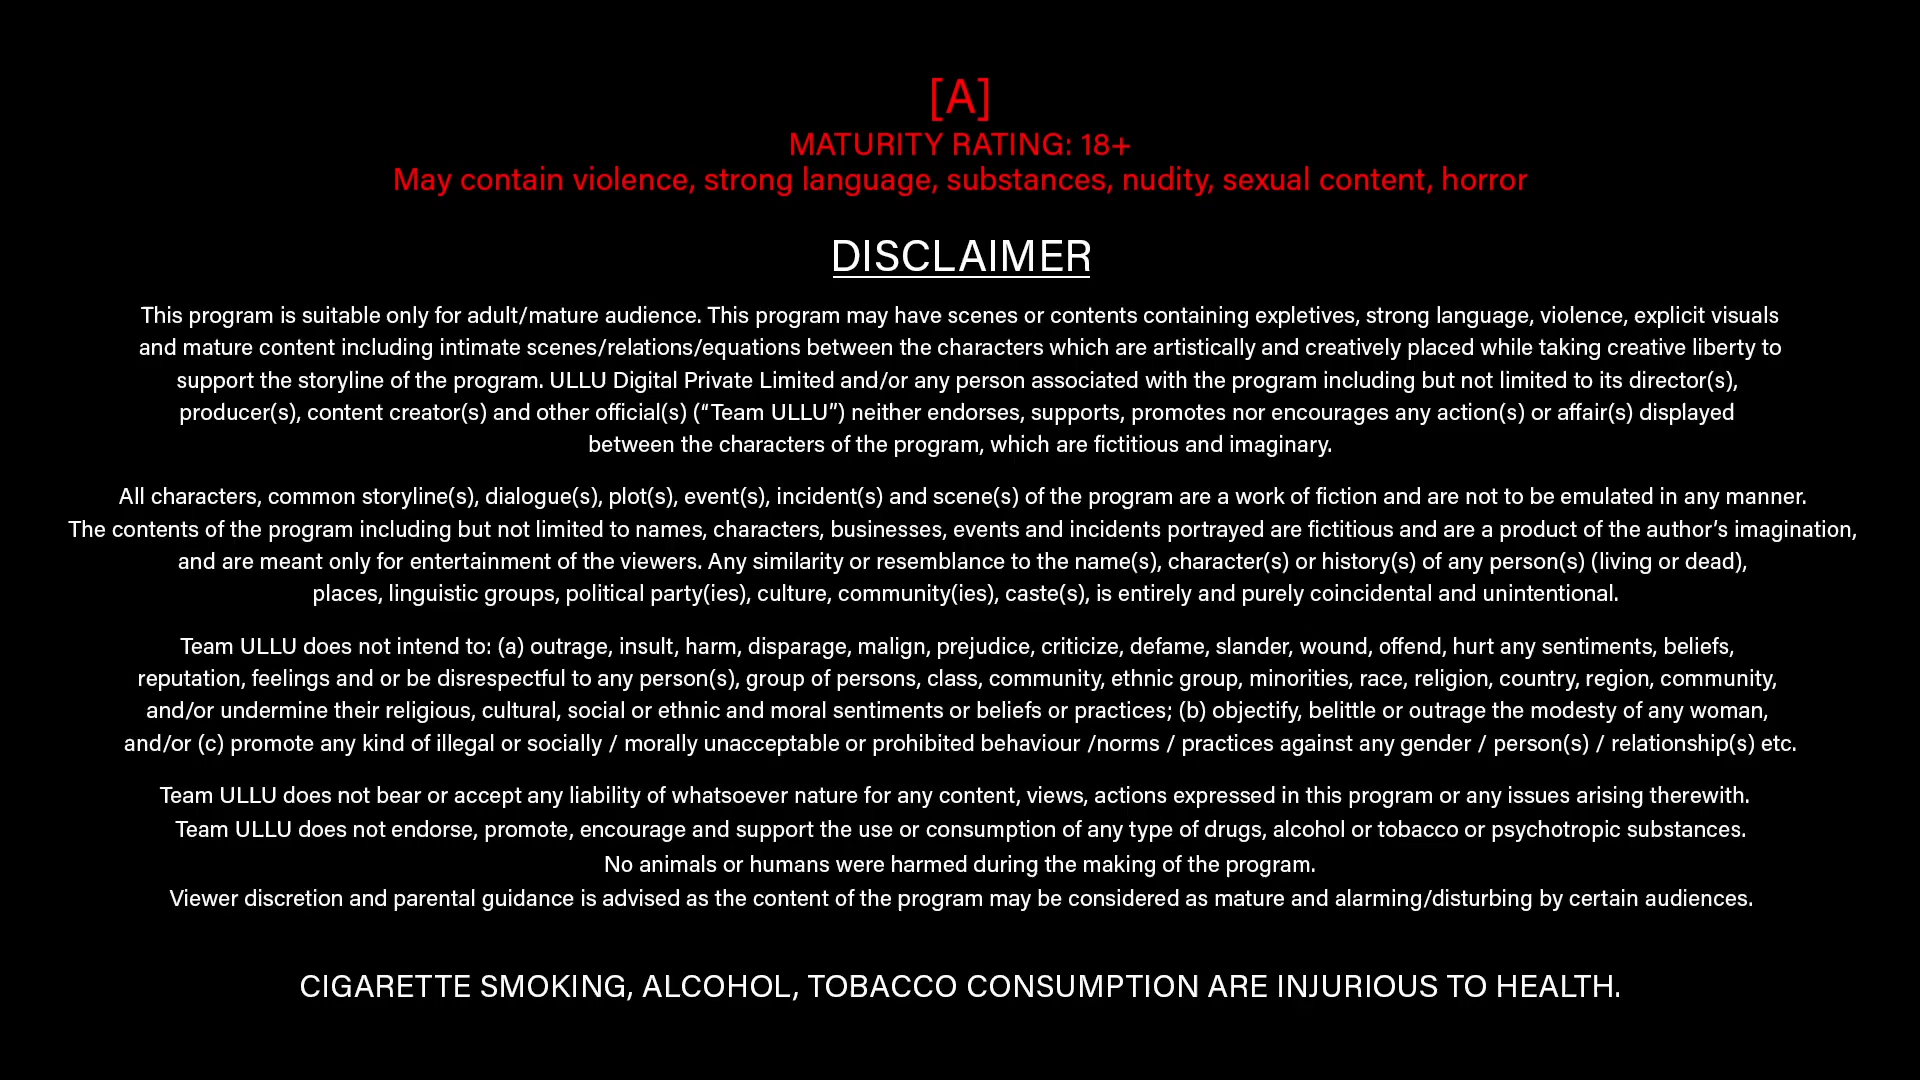 [A]
MATURITY RATING: 18+
May contain violence, strong language, substances, nudity, sexual content, horror
DISCLAIMER
This program is suitable only for adult/mature audience. This program may have scenes or contents containing expletives, strong language, violence, explicit visuals
and mature content including intimate scenes/relations/equations between the characters which are artistically and creatively placed while taking creative liberty to
support the storyline of the program. ULLU Digital Private Limited and/or any person associated with the program including but not limited to its director(s),
producer(s), content creator(s) and other official(s) (“Team ULLU”) neither endorses, supports, promotes nor encourages any action(s) or affair(s) displayed
between the characters of the program, which are fictitious and imaginary.
All characters, common storyline(s), dialogue(s), plot(s), event(s), incident(s) and scene(s) of the program are a work of fiction and are not to be emulated in any manner.
The contents of the program including but not limited to names, characters, businesses, events and incidents portrayed are fictitious and are a product of the author’s imagination,
and are meant only for entertainment of the viewers. Any similarity or resemblance to the name(s), character(s) or history(s) of any person(s) (living or dead),
places, linguistic groups, political party(ies), culture, community(ies), caste(s), is entirely and purely coincidental and unintentional.
Team ULLU does not intend to: (a) outrage, insult, harm, disparage, malign, prejudice, criticize, defame, slander, wound, offend, hurt any sentiments, beliefs,
reputation, feelings and or be disrespectful to any person(s), group of persons, class, community, ethnic group, minorities, race, religion, country, region, community,
and/or undermine their religious, cultural, social or ethnic and moral sentiments or beliefs or practices; (b) objectify, belittle or outrage the modesty of any woman,
and/or (c) promote any kind of illegal or socially / morally unacceptable or prohibited behaviour /norms / practices against any gender / person(s) / relationship(s) etc.
Team ULLU does not bear or accept any liability of whatsoever nature for any content, views, actions expressed in this program or any issues arising therewith.
Team ULLU does not endorse, promote, encourage and support the use or consumption of any type of drugs, alcohol or tobacco or psychotropic substances.
No animals or humans were harmed during the making of the program.
Viewer discretion and parental guidance is advised as the content of the program may be considered as mature and alarming/disturbing by certain audiences.
CIGARETTE SMOKING, ALCOHOL, TOBACCO CONSUMPTION ARE INJURIOUS TO HEALTH.